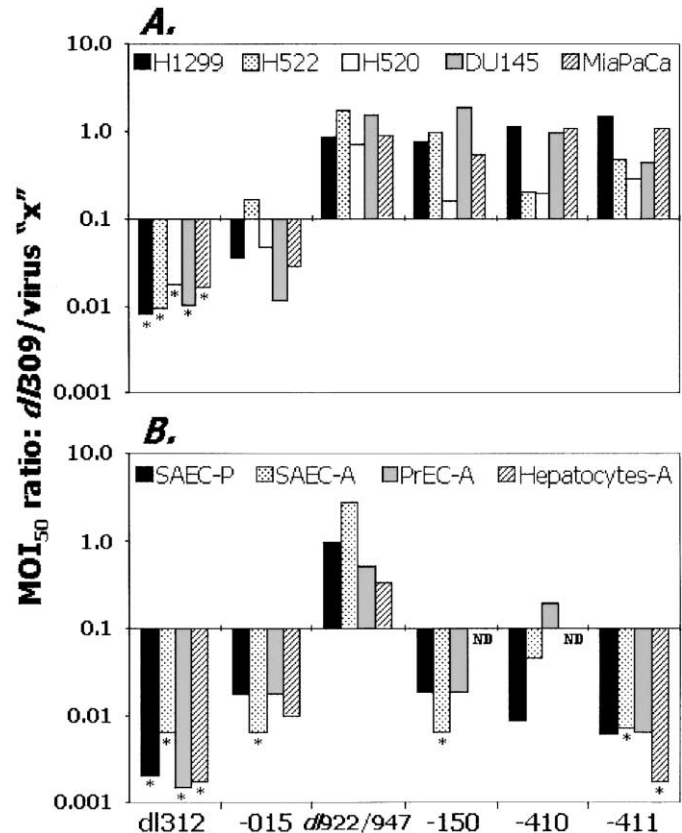 A.
10.0
H1299 H522 H520 DU145 MiaPaCa
1.0
0.1
0.01
* * * * *
0.001
MOI50 ratio: dl309/virus "x"
B.
10.0
SAEC-P SAEC-A PrEC-A Hepatocytes-A
1.0
0.1
ND ND
0.01
* * * *
* * * *
0.001
dl312 -015 dl922/947 -150 -410 -411